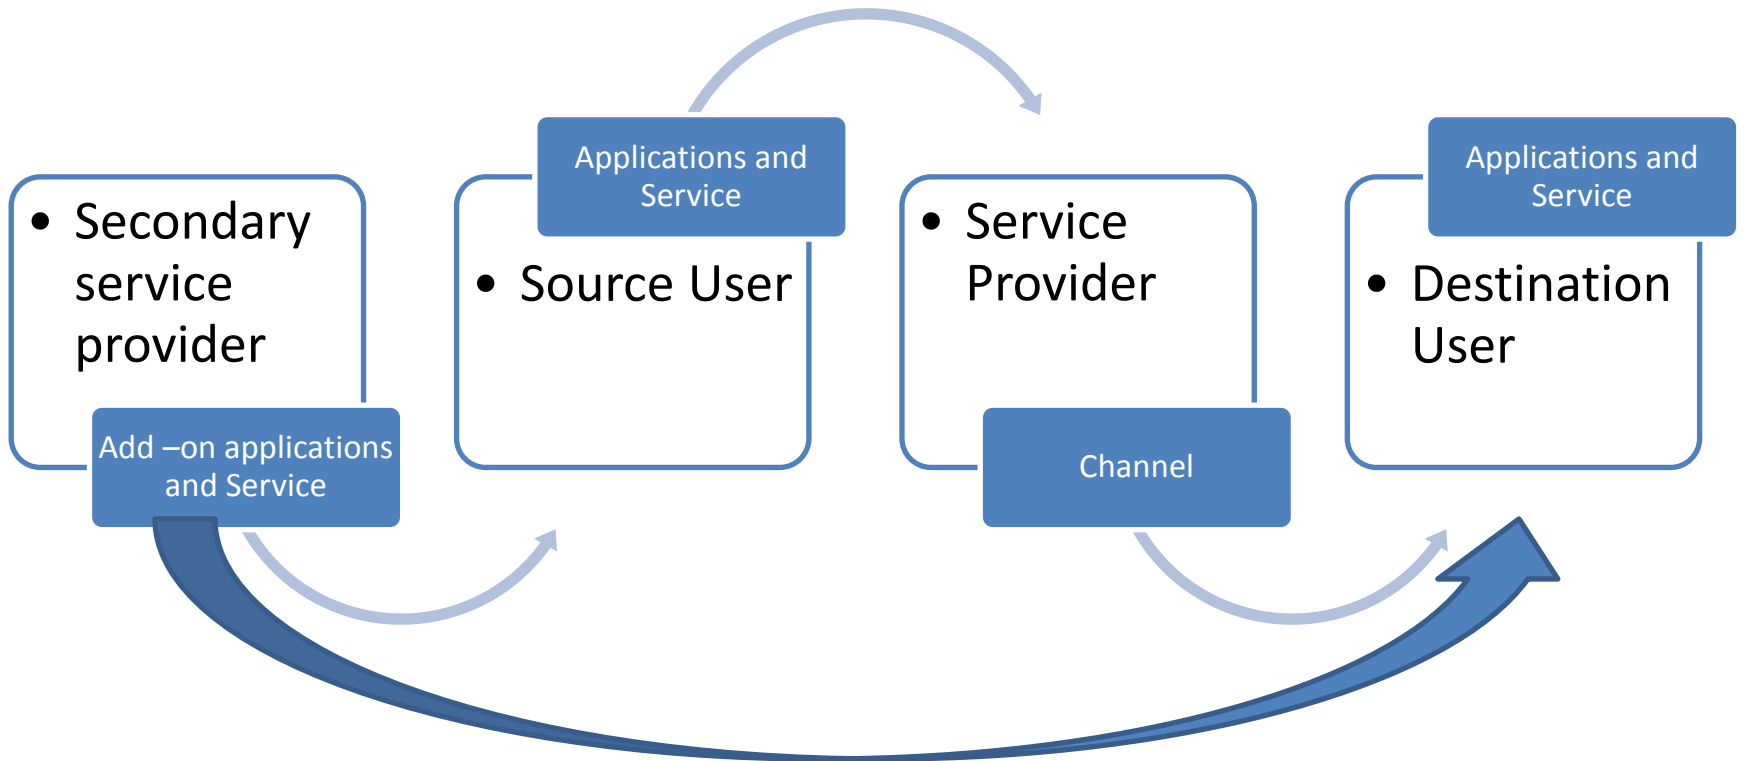 • Secondary
service
provider
Add –on applications
and Service
Applications and
Service
• Source User
• Service
Provider
Channel
Applications and
Service
• Destination
User